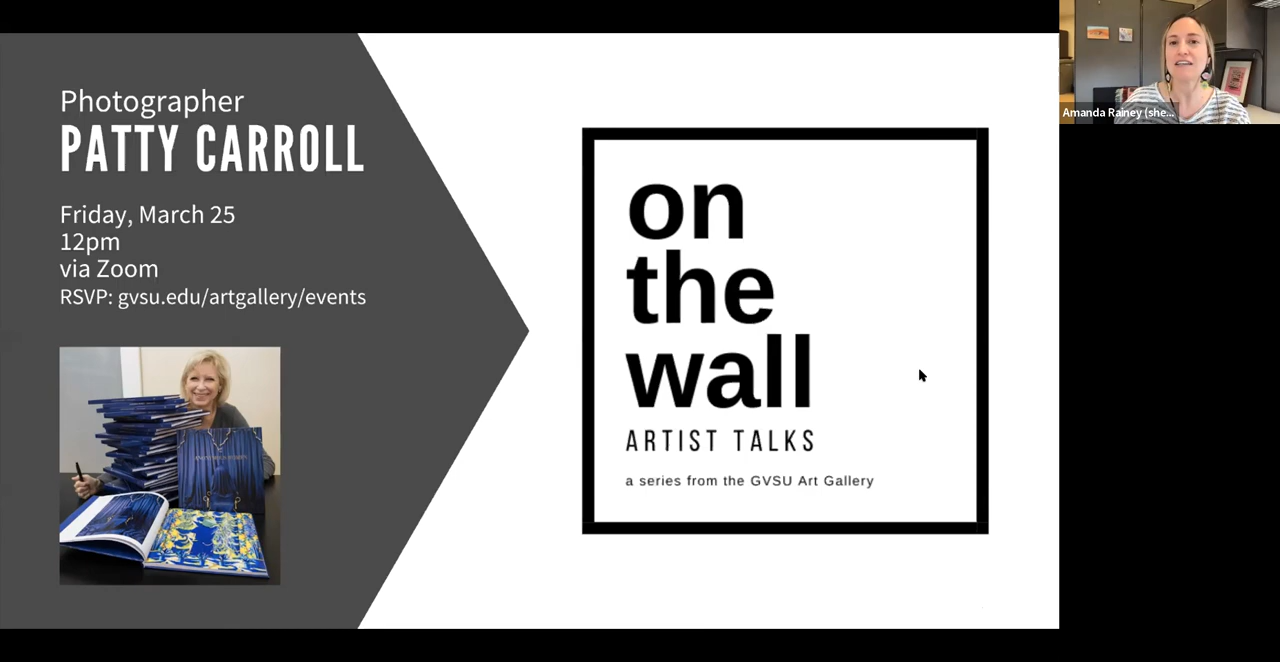 Photographer
PATTY CARROLL
Friday, March 25
12pm
via Zoom
RSVP: gvsu.edu/artgallery/events
on
the
wall
ARTIST TALKS
a series from the GVSU Art Gallery
Amanda Rainey (she...